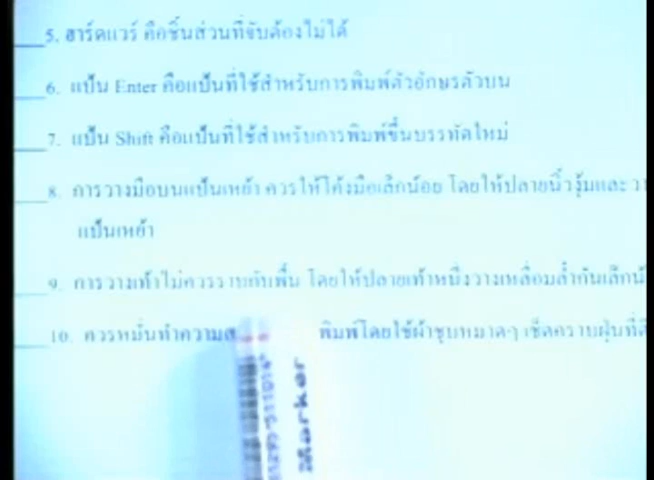 5. ฮาร์ดแวร์ คือชิ้นส่วนที่จับต้องไม่ได้
6. แป้น Enter คือแป้นที่ใช้สำหรับการพิมพ์ตัวอักษรตัวบน
7. แป้น Shift คือแป้นที่ใช้สำหรับการพิมพ์ขึ้นบรรทัดใหม่
8. การวางมือบนแป้นเหย้า ควรให้โค้งมือเล็กน้อย โดยให้ปลายนิ้วงุ้มและ
แป้นเหย้า
9. การวางเท้าไม่ควรราบกับพื้น โดยให้ปลายเท้าหนึ่งวางเหลื่อมล้ำกันเล็ก
10. ควรหมั่นทำความ พิมพ์โดยใช้ผ้าชุบหมาดๆ เช็ดคราบฝุ่นที่
Marker